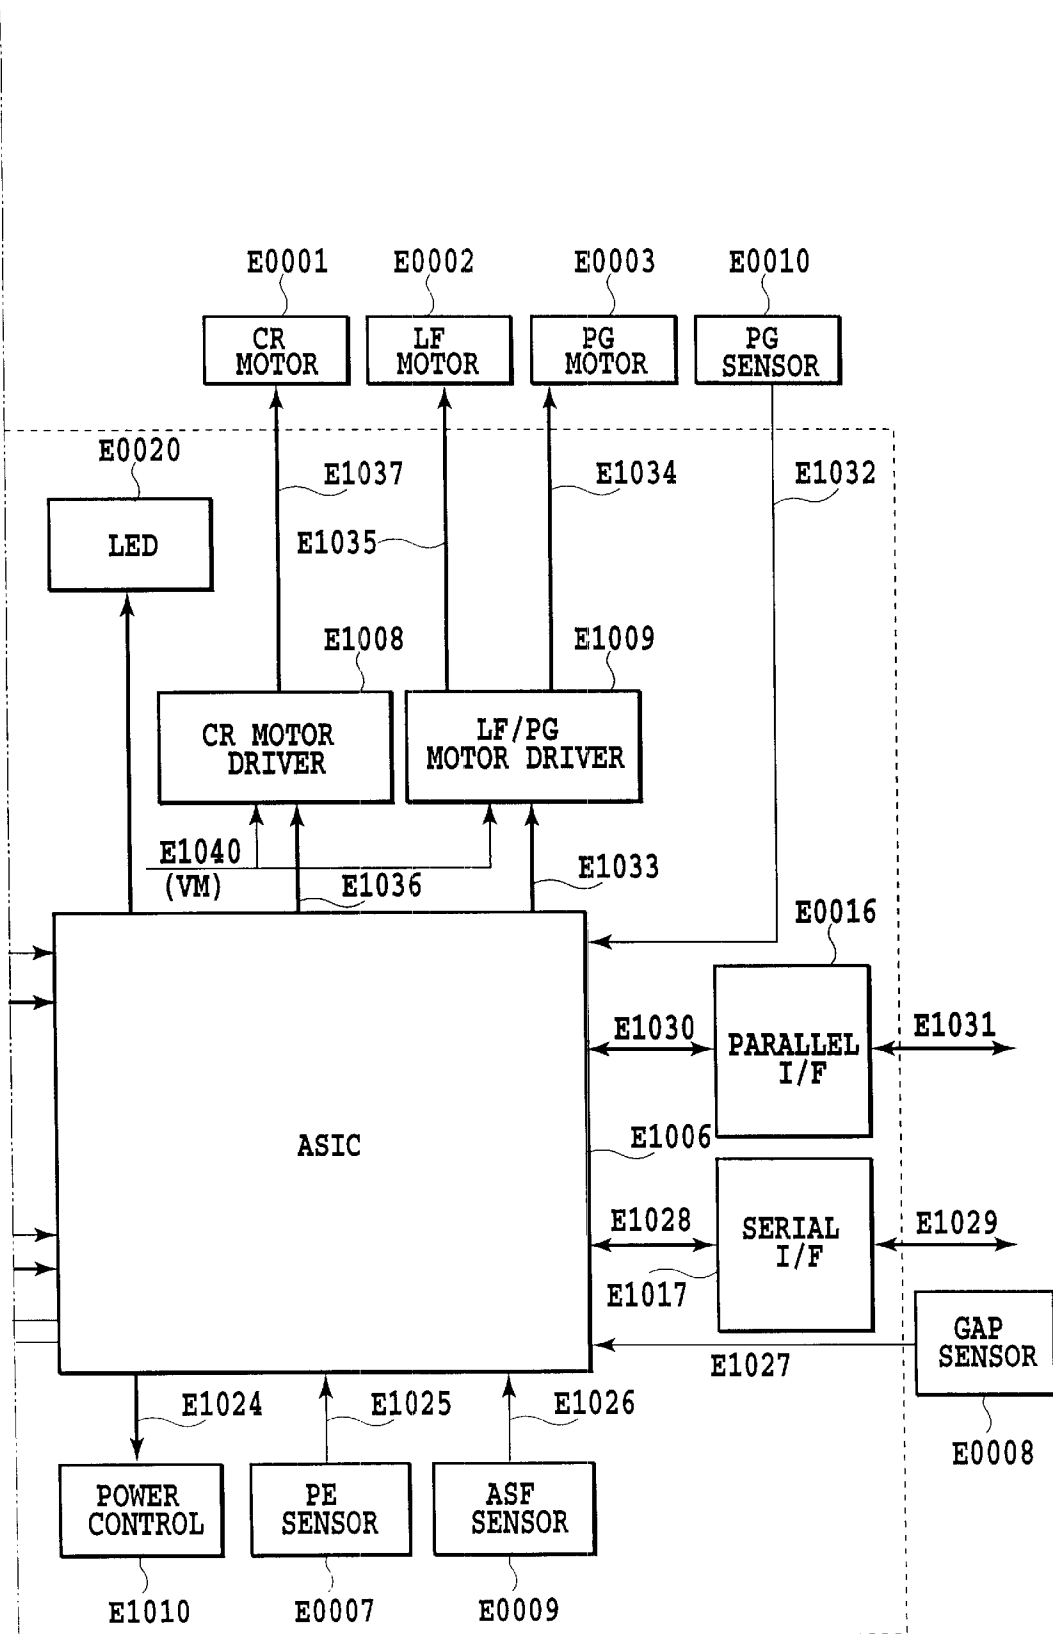 E0001 E0002 E0003 E0010
CR
MOTOR
LF
MOTOR
PG
MOTOR
PG
SENSOR
E0020
E1037
E1034
E1032
LED
E1035
E1008
E1009
CR MOTOR
DRIVER
LF/PG
MOTOR DRIVER
E1040
(VM)
E1036
E1033
E0016
E1030
PARALLEL
I/F
E1031
ASIC
E1006
E1028
SERIAL
I/F
E1029
E1017
GAP
SENSOR
E1027
E1024
E1025
E1026
E0008
POWER
CONTROL
PE
SENSOR
ASF
SENSOR
E1010
E0007
E0009